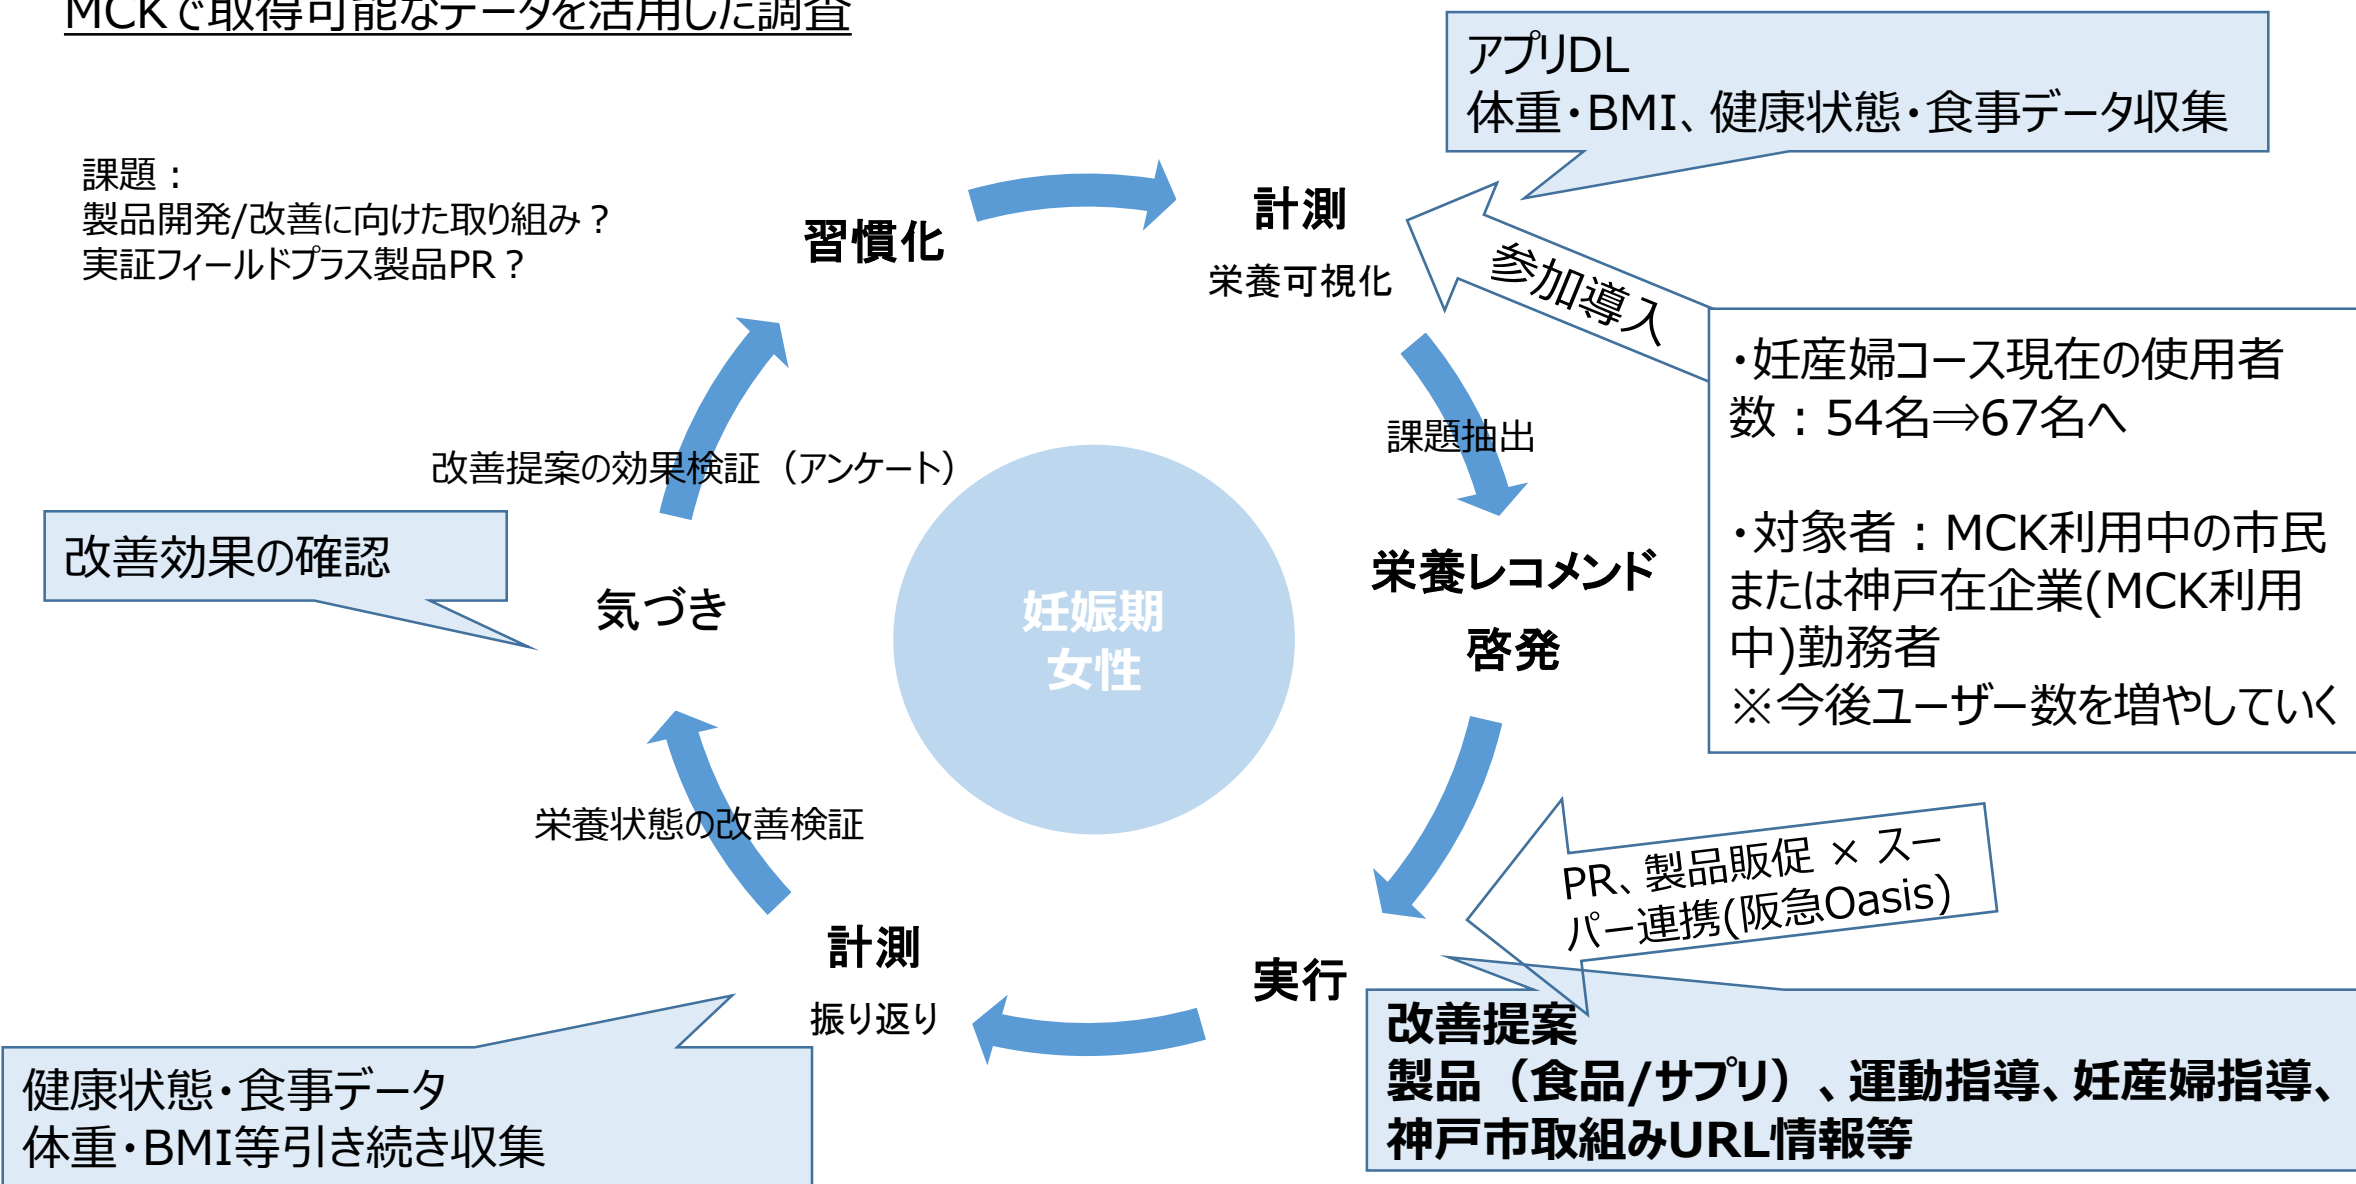 MCKで取得可能なデータを活用した調査
アプリDL
体重・BMI、健康状態・食事データ収集
課題：
製品開発/改善に向けた取り組み？
実証フィールドプラス製品PR？
習慣化
計測
栄養可視化
参加導入
・妊産婦コース現在の使用者
数：54名⇒67名へ
・対象者：MCK利用中の市民
または神戸在企業(MCK利用
中)勤務者
※今後ユーザー数を増やしていく
課題抽出
改善提案の効果検証（アンケート）
改善効果の確認
気づき
妊娠期
女性
栄養レコメンド
啓発
栄養状態の改善検証
PR、製品販促 × スー
パー連携(阪急Oasis)
計測
振り返り
実行
改善提案
製品（食品/サプリ）、運動指導、妊産婦指導、
神戸市取組みURL情報等
健康状態・食事データ
体重・BMI等引き続き収集